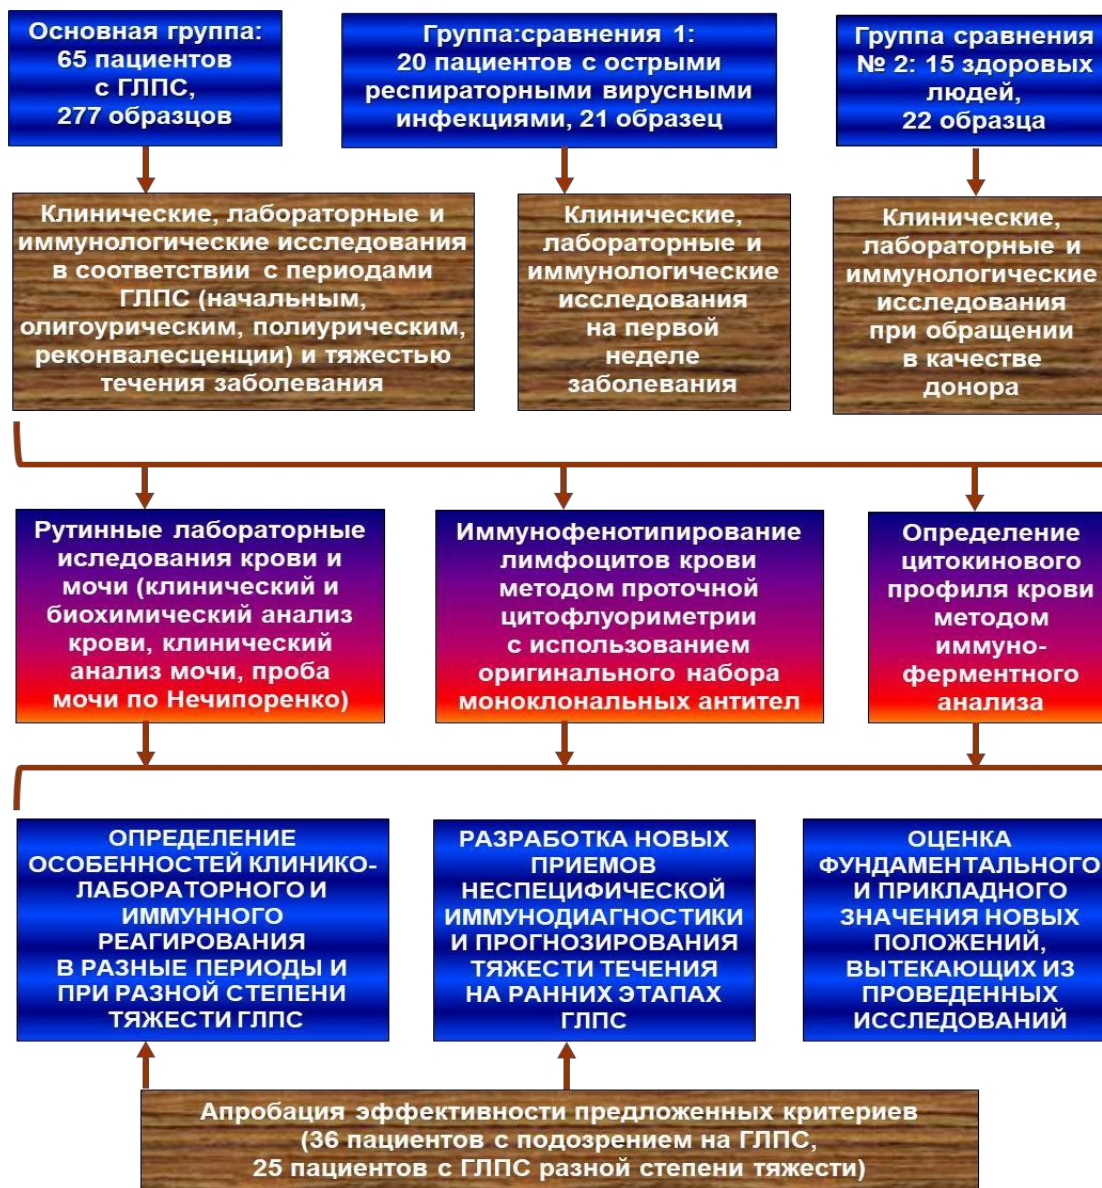 Основная группа:
65 пациентов
с ГЛПС,
277 образцов
Группа:сравнения 1:
20 пациентов с острыми
респираторными вирусными
инфекциями, 21 образец
Группа сравнения
№ 2: 15 здоровых
людей,
22 образца
Клинические, лабораторные и
иммунологические исследования
в соответствии с периодами
ГЛПС (начальным,
олигоурическим, полиурическим,
реконвалесценции) и тяжестью
течения заболевания
Клинические,
лабораторные и
иммунологические
исследования
на первой
неделе
заболевания
Клинические,
лабораторные и
иммунологические
исследования
при обращении
в качестве
донора
Рутинные лабораторные
иследования крови и
мочи (клинический и
биохимический анализ
крови, клинический
анализ мочи, проба
мочи по Нечипоренко)
Иммунофенотипирование
лимфоцитов крови
методом проточной
цитофлуориметрии
с использованием
оригинального набора
моноклональных антител
Определение
цитокинового
профиля крови
методом
иммуно-
ферментного
анализа
ОПРЕДЕЛЕНИЕ
ОСОБЕННОСТЕЙ КЛИНИКО-
ЛАБОРАТОРНОГО И
ИММУННОГО
РЕАГИРОВАНИЯ
В РАЗНЫЕ ПЕРИОДЫ И
ПРИ РАЗНОЙ СТЕПЕНИ
ТЯЖЕСТИ ГЛПС
РАЗРАБОТКА НОВЫХ
ПРИЕМОВ
НЕСПЕЦИФИЧЕСКОЙ
ИММУНОДИАГНОСТИКИ
И ПРОГНОЗИРОВАНИЯ
ТЯЖЕСТИ ТЕЧЕНИЯ
НА РАННИХ ЭТАПАХ
ГЛПС
ОЦЕНКА
ФУНДАМЕНТАЛЬНОГО
И ПРИКЛАДНОГО
ЗНАЧЕНИЯ НОВЫХ
ПОЛОЖЕНИЙ,
ВЫТЕКАЮЩИХ ИЗ
ПРОВЕДЕННЫХ
ИССЛЕДОВАНИЙ
Апробация эффективности предложенных критериев
(36 пациентов с подозрением на ГЛПС,
25 пациентов с ГЛПС разной степени тяжести)